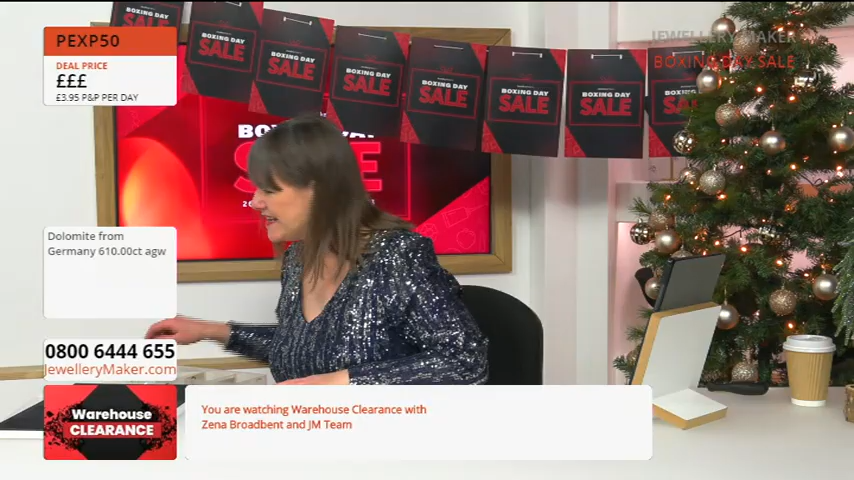 PEXP50
DEAL PRICE
£££
£3.95 P&P PER DAY
SALE
BOXING DAY
SALE
BOXING DAY
SALE
BOXING DAY
SALE
BOXING DAY
SALE
BOXING DAY
SALE
BOXING DAY
SALE
JEWELLERY MAKER
BOXING DAY SALE
Dolomite from
Germany 610.00ct agw
0800 6444 655
JewelleryMaker.com
Warehouse
CLEARANCE
You are watching Warehouse Clearance with
Zena Broadbent and JM Team